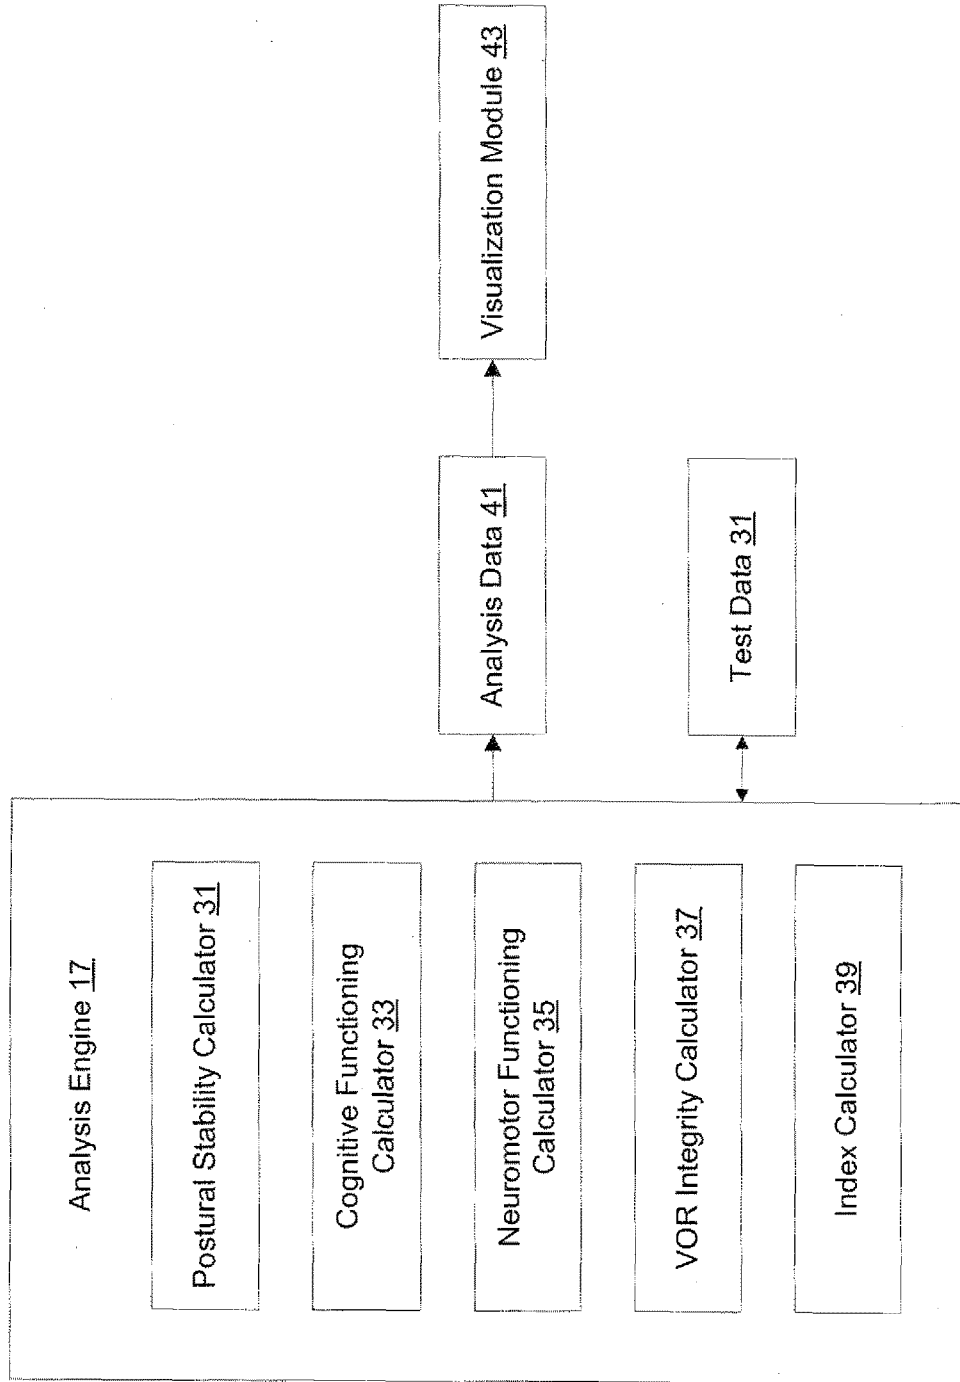 Analysis Engine 17
Postural Stability Calculator 31
Cognitive Functioning
Calculator 33
Neuromotor Functioning
Calculator 35
VOR Integrity Calculator 37
Index Calculator 39
Analysis Data 41
Test Data 31
Visualization Module 43